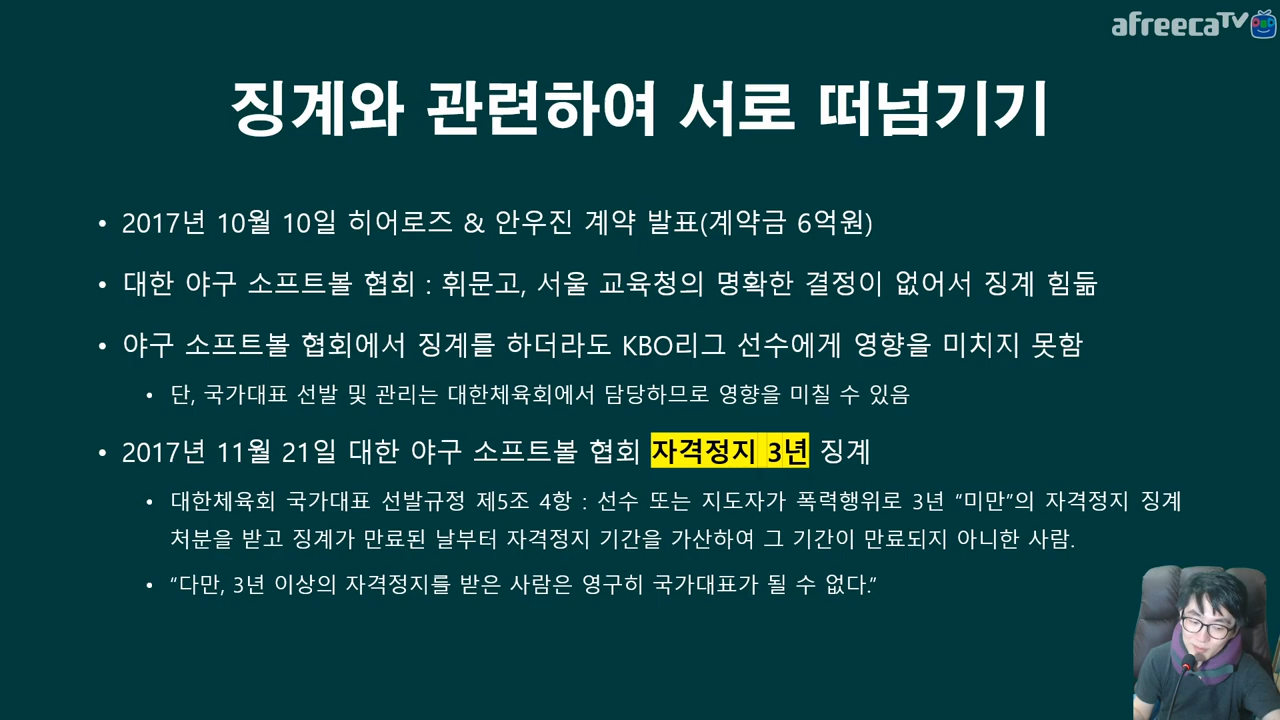 afreecaTV
징계와 관련하여 서로 떠넘기기
• 2017년 10월 10일 히어로즈 & 안우진 계약 발표(계약금 6억원)
• 대한 야구 소프트볼 협회 : 휘문고, 서울 교육청의 명확한 결정이 없어서 징계 힘듦
• 야구 소프트볼 협회에서 징계를 하더라도 KBO리그 선수에게 영향을 미치지 못함
• 단, 국가대표 선발 및 관리는 대한체육회에서 담당하므로 영향을 미칠 수 있음
• 2017년 11월 21일 대한 야구 소프트볼 협회 자격정지 3년 징계
• 대한체육회 국가대표 선발규정 제5조 4항 : 선수 또는 지도자가 폭력행위로 3년 “미만”의 자격정지 징계
처분을 받고 징계가 만료된 날부터 자격정지 기간을 가산하여 그 기간이 만료되지 아니한 사람.
• “다만, 3년 이상의 자격정지를 받은 사람은 영구히 국가대표가 될 수 없다.“